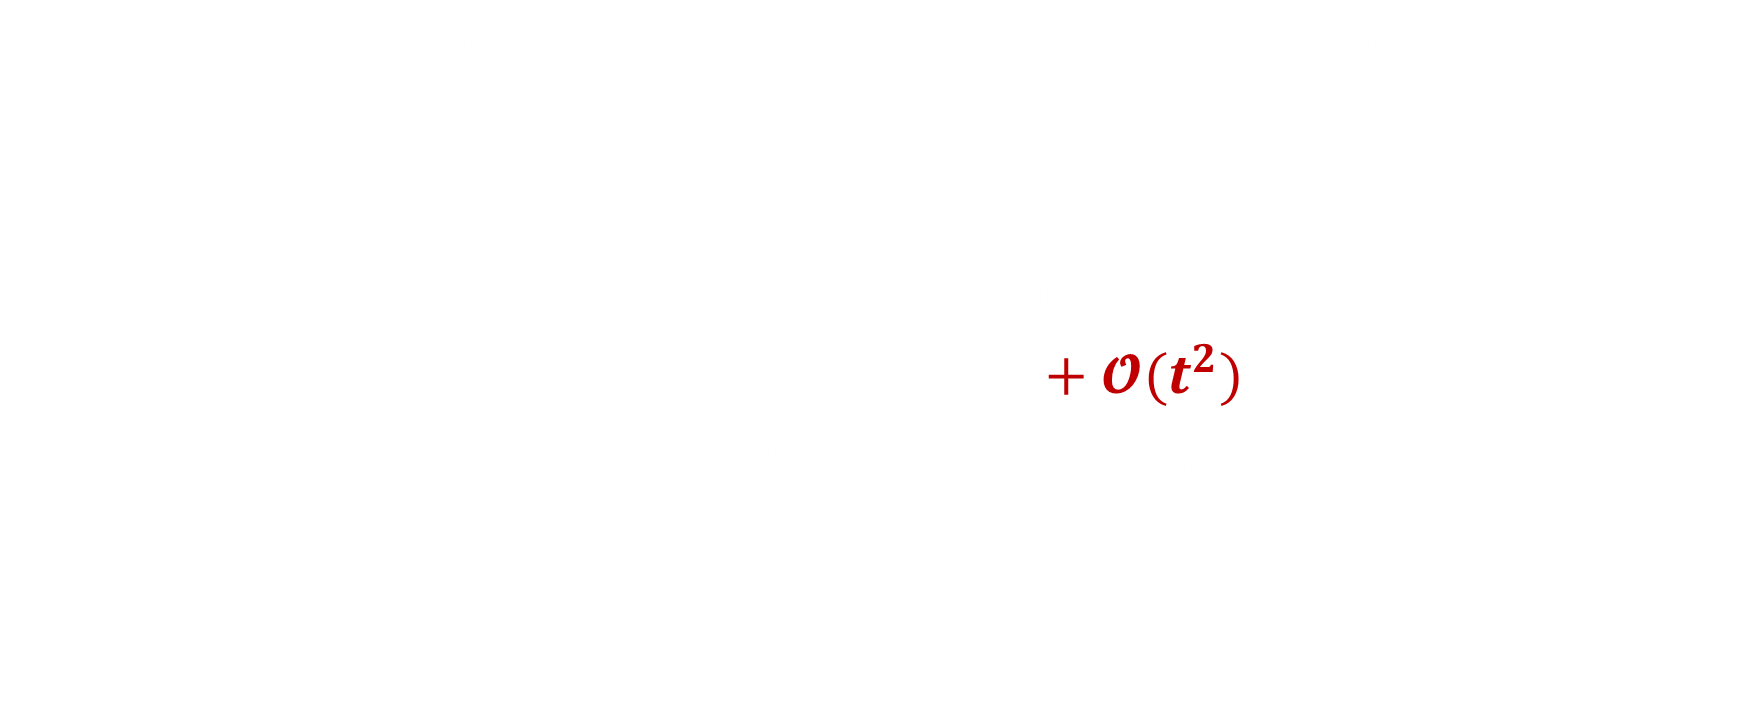 + 𝓞(𝒕²)